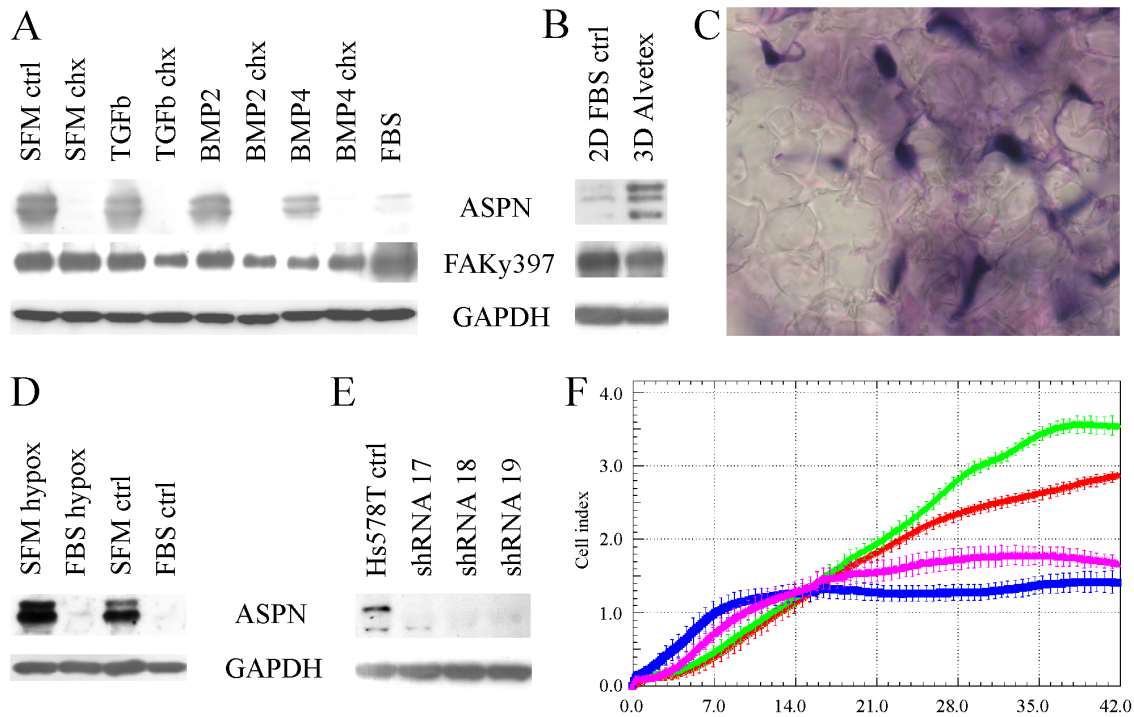 A
SFM ctrl
SFM chx
TGFb
TGFb chx
BMP2
BMP2 chx
BMP4
BMP4 chx
FBS
ASPN
FAKy397
GAPDH
B
2D FBS ctrl
3D Alvetex
C
D
SFM hypox
FBS hypox
SFM ctrl
FBS ctrl
ASPN
GAPDH
E
Hs578T ctrl
shRNA 17
shRNA 18
shRNA 19
F
Cell index
4.0
3.0
2.0
1.0
0.0
0.0 7.0 14.0 21.0 28.0 35.0 42.0